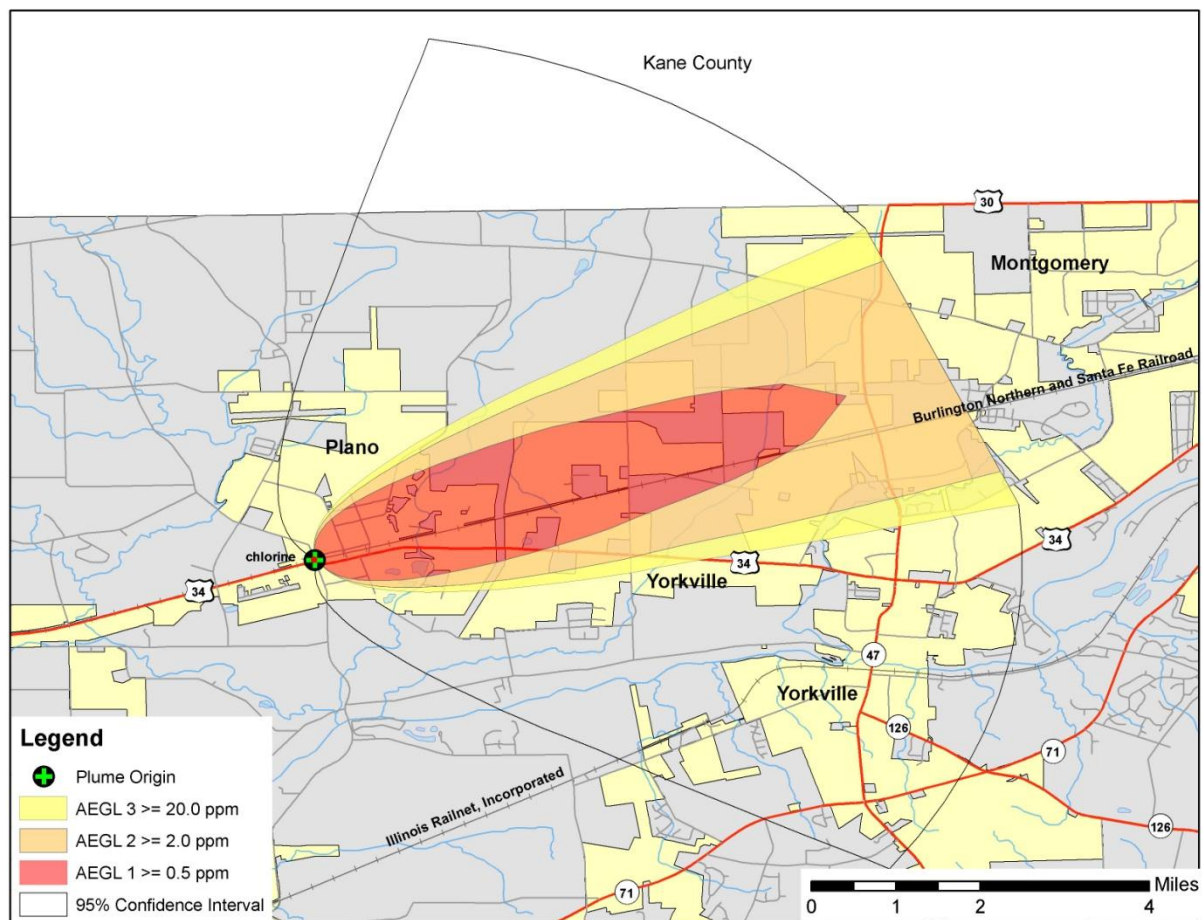 Kane County
30
Montgomery
Burlington Northern and Santa Fe Railroad
Plano
chlorine
34
34
34
Yorkville
47
Yorkville
126
71
Illinois Railnet, Incorporated
126
71
Legend
Plume Origin
AEGL 3 >= 20.0 ppm
AEGL 2 >= 2.0 ppm
AEGL 1 >= 0.5 ppm
95% Confidence Interval
Miles
0 1 2 4